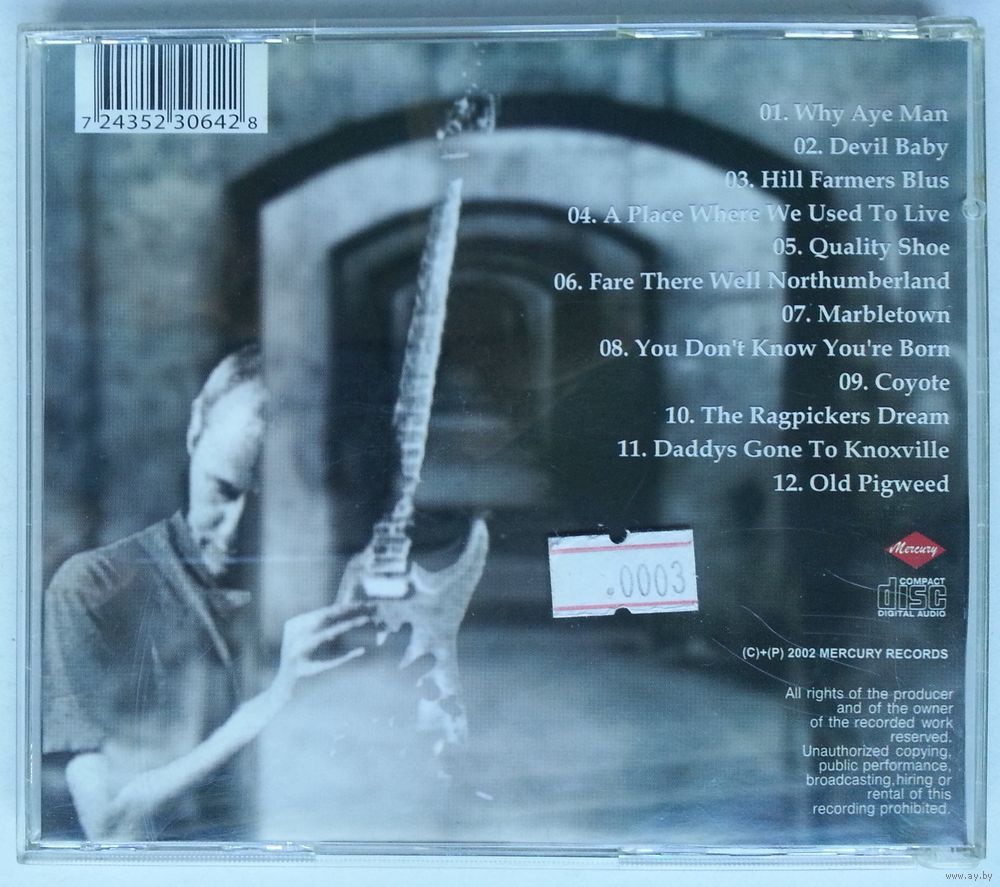 7 24352 30642 8
01. Why Aye Man
02. Devil Baby
03. Hill Farmers Blus
04. A Place Where We Used To Live
05. Quality Shoe
06. Fare There Well Northumberland
07. Marbletown
08. You Don't Know You're Born
09. Coyote
10. The Ragpickers Dream
11. Daddys Gone To Knoxville
12. Old Pigweed
.0003
Mercury
COMPACT
disc
DIGITAL AUDIO
(C)+(P) 2002 MERCURY RECORDS
All rights of the producer
and of the owner
of the recorded work
reserved.
Unauthorized copying,
public performance,
broadcasting,hiring or
rental of this
recording prohibited.
www.ay.by